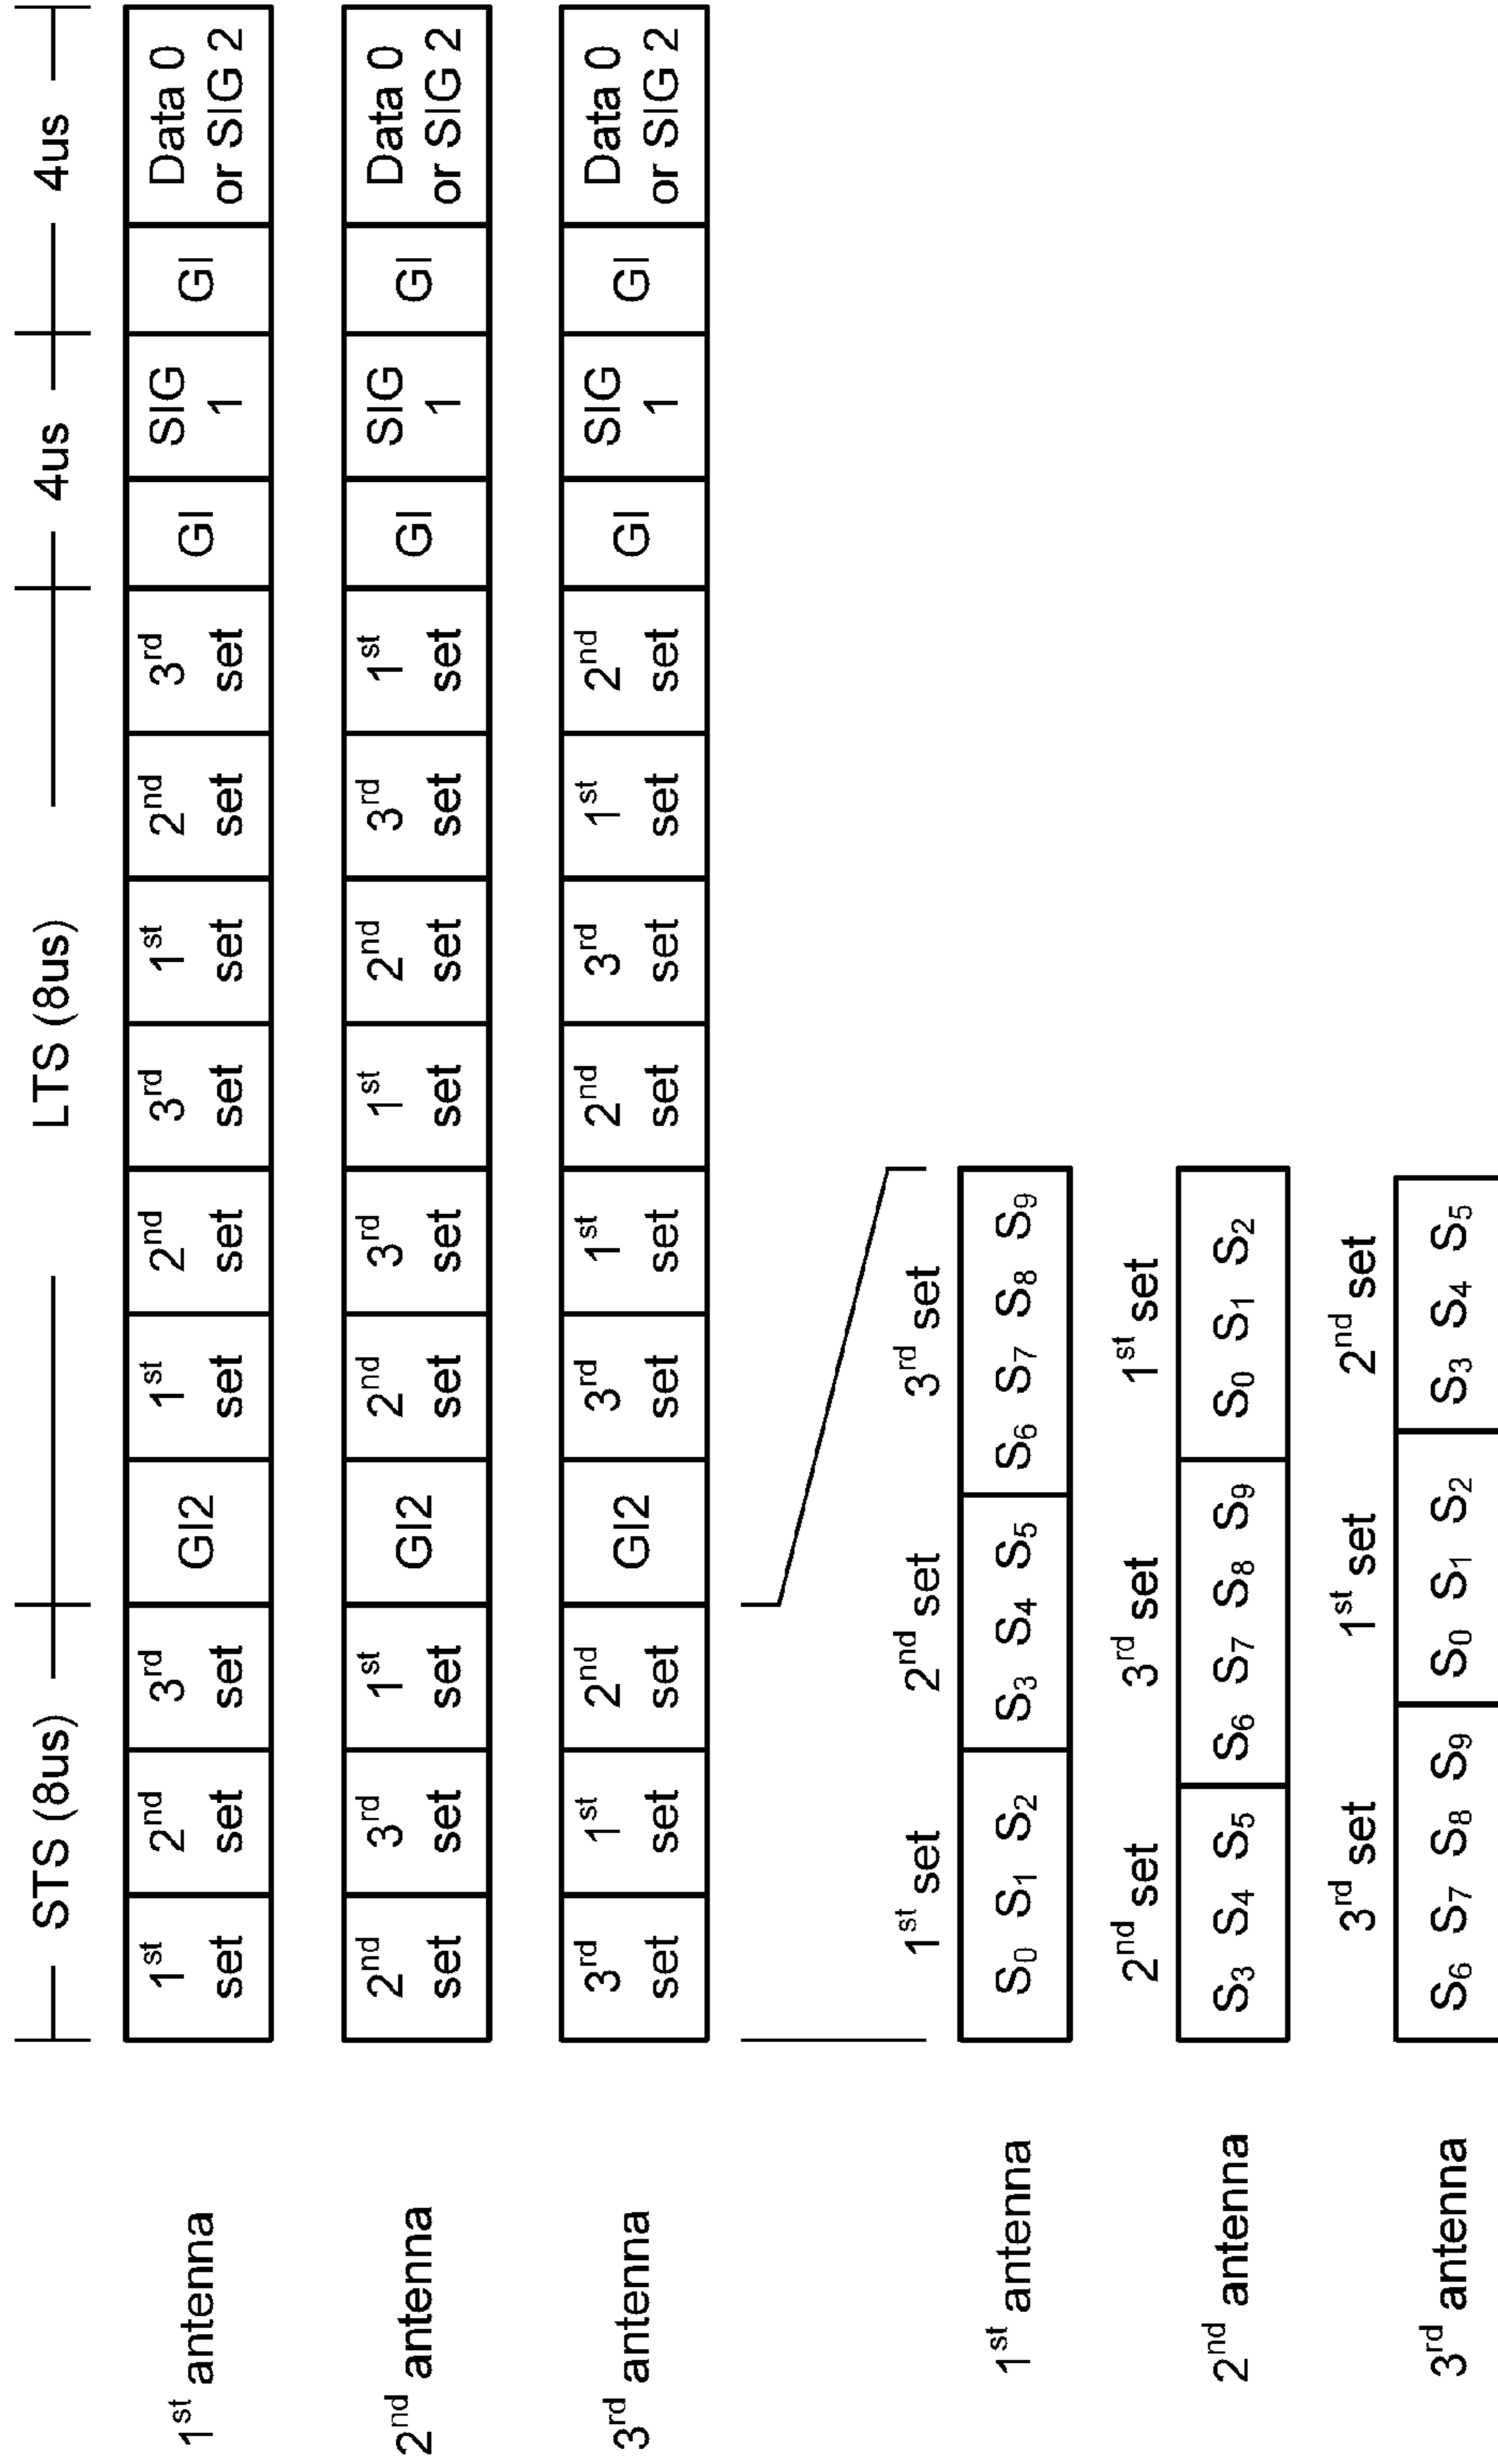 STS (8us) LTS (8us) 4us 4us
1st antenna 1st set 2nd set 3rd set GI2 1st set 2nd set 3rd set 1st set 2nd set 3rd set GI SIG 1 GI Data 0 or SIG 2
2nd antenna 2nd set 3rd set 1st set GI2 2nd set 3rd set 1st set 2nd set 3rd set 1st set GI SIG 1 GI Data 0 or SIG 2
3rd antenna 3rd set 1st set 2nd set GI2 3rd set 1st set 2nd set 3rd set 1st set 2nd set GI SIG 1 GI Data 0 or SIG 2
1st set 2nd set 3rd set
1st antenna S0 S1 S2 S3 S4 S5 S6 S7 S8 S9
2nd set 3rd set 1st set
2nd antenna S3 S4 S5 S6 S7 S8 S9 S0 S1 S2
3rd set 1st set 2nd set
3rd antenna S6 S7 S8 S9 S0 S1 S2 S3 S4 S5